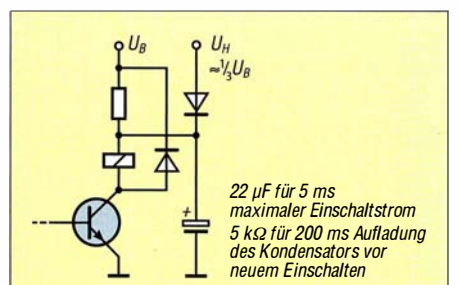 U_B
U_H
≈⅓U_B
+
22 µF für 5 ms
maximaler Einschaltstrom
5 kΩ für 200 ms Aufladung
des Kondensators vor
neuem Einschalten